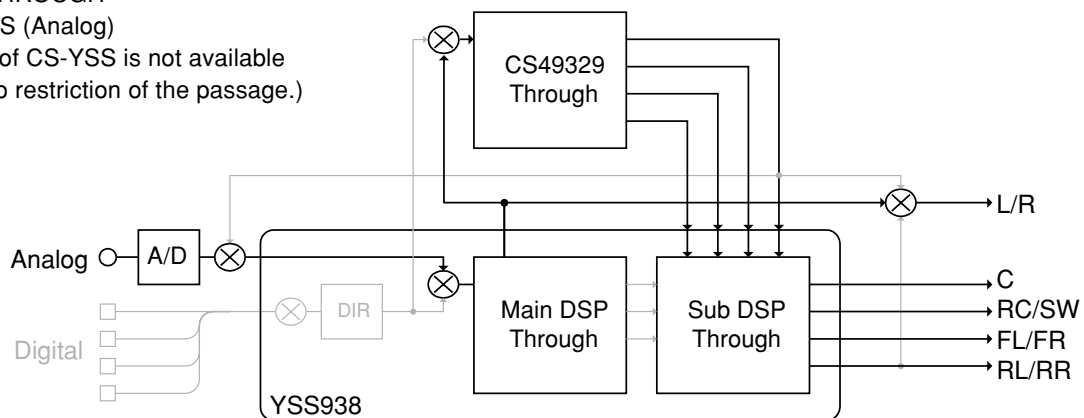 S (Analog)
of CS-YSS is not available
o restriction of the passage.)
CS49329
Through
L/R
Analog
A/D
C
DIR
Main DSP
Through
Sub DSP
Through
RC/SW
FL/FR
RL/RR
Digital
YSS938